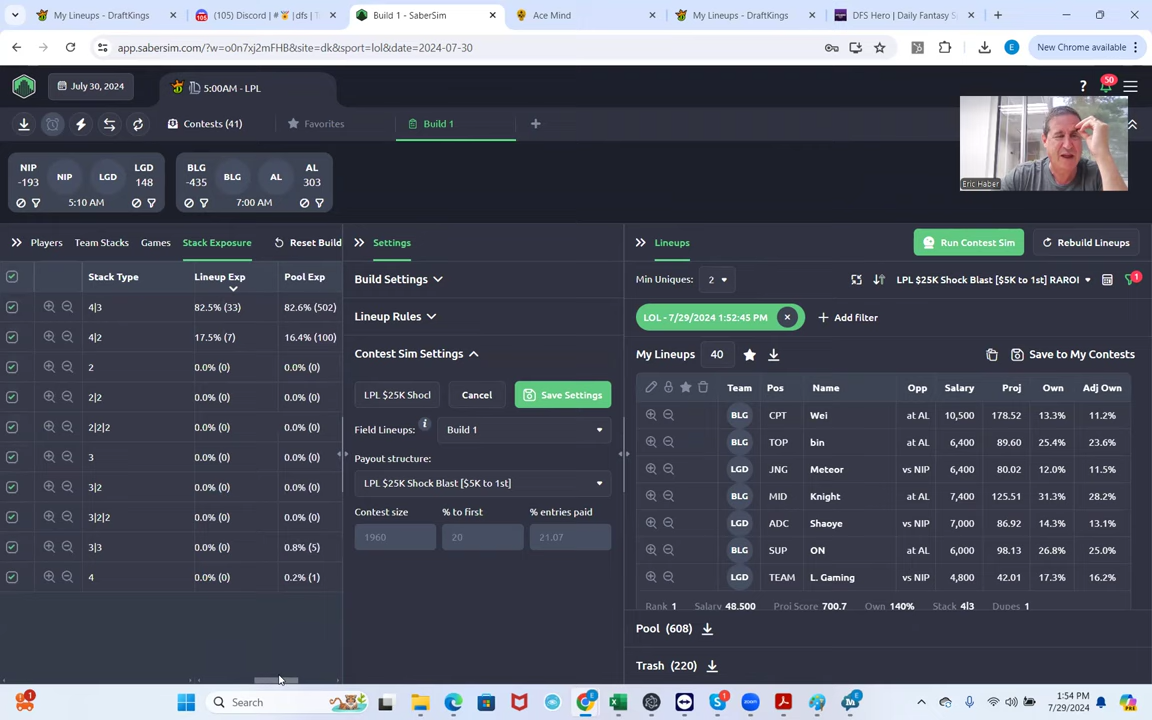 My Lineups - DraftKings
(105) Discord | # | dfs | T
Build 1 - SaberSim
Ace Mind
My Lineups - DraftKings
DFS Hero | Daily Fantasy S
app.sabersim.com/?w=o0n7xj2mFHB&site=dk&sport=lol&date=2024-07-30
New Chrome available
July 30, 2024
5:00AM - LPL
50
Contests (41)
Favorites
Build 1
NIP LGD
-193 NIP LGD 148
5:10 AM
BLG AL
-435 BLG AL 303
7:00 AM
Eric Haber
Players Team Stacks Games Stack Exposure Reset Build
Stack Type Lineup Exp Pool Exp
4|3 82.5% (33) 82.6% (502)
4|2 17.5% (7) 16.4% (100)
2 0.0% (0) 0.0% (0)
2|2 0.0% (0) 0.0% (0)
2|2|2 0.0% (0) 0.0% (0)
3 0.0% (0) 0.0% (0)
3|2 0.0% (0) 0.0% (0)
3|2|2 0.0% (0) 0.0% (0)
3|3 0.0% (0) 0.8% (5)
4 0.0% (0) 0.2% (1)
Settings
Build Settings
Lineup Rules
Contest Sim Settings
LPL $25K Shocl Cancel Save Settings
Field Lineups: i Build 1
Payout structure:
LPL $25K Shock Blast [$5K to 1st]
Contest size % to first % entries paid
1960 20 21.07
Lineups
Run Contest Sim
Rebuild Lineups
Min Uniques: 2
LPL $25K Shock Blast [$5K to 1st] RAROI
1
LOL - 7/29/2024 1:52:45 PM
Add filter
My Lineups 40
Save to My Contests
Team Pos Name Opp Salary Proj Own Adj Own
BLG CPT Wei at AL 10,500 178.52 13.3% 11.2%
BLG TOP bin at AL 6,400 89.60 25.4% 23.6%
LGD JNG Meteor vs NIP 6,400 80.02 12.0% 11.5%
BLG MID Knight at AL 7,400 125.51 31.3% 28.2%
LGD ADC Shaoye vs NIP 7,000 86.92 14.3% 13.1%
BLG SUP ON at AL 6,000 98.13 26.8% 25.0%
LGD TEAM L. Gaming vs NIP 4,800 42.01 17.3% 16.2%
Rank 1 Salary 48,500 Proj Score 700.7 Own 140% Stack 4|3 Dupes 1
Pool (608)
Trash (220)
1
Search
1
1
1:54 PM
7/29/2024
PRE